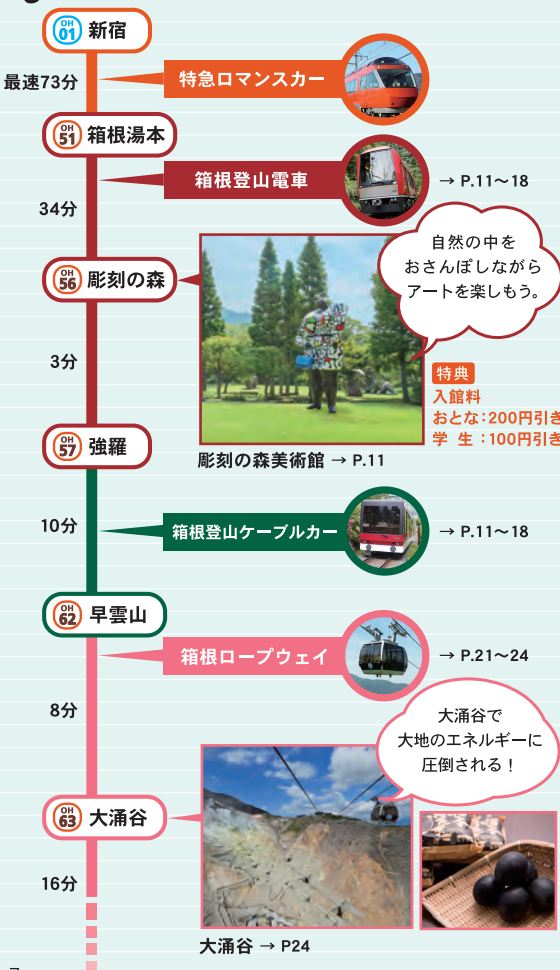 OH
01 新宿
最速73分
特急ロマンスカー
OH
51 箱根湯本
箱根登山電車
→ P.11〜18
34分
自然の中を
おさんぽしながら
アートを楽しもう。
OH
56 彫刻の森
3分
特典
入館料
おとな:200円引き
学 生 :100円引き
彫刻の森美術館 → P.11
OH
57 強羅
10分
箱根登山ケーブルカー
→ P.11〜18
OH
62 早雲山
箱根ロープウェイ
→ P.21〜24
8分
大涌谷で
大地のエネルギーに
圧倒される!
OH
63 大涌谷
16分
大涌谷 → P24